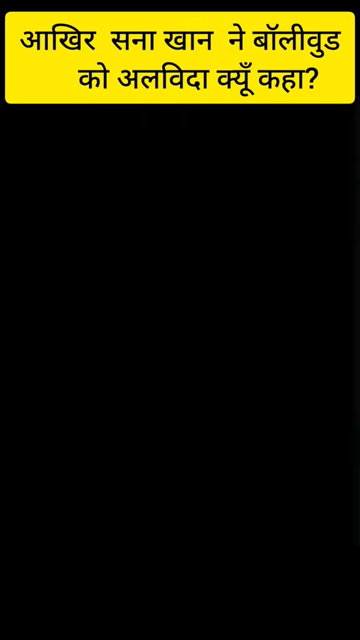 आखिर सना खान ने बॉलीवुड
को अलविदा क्यूँ कहा?